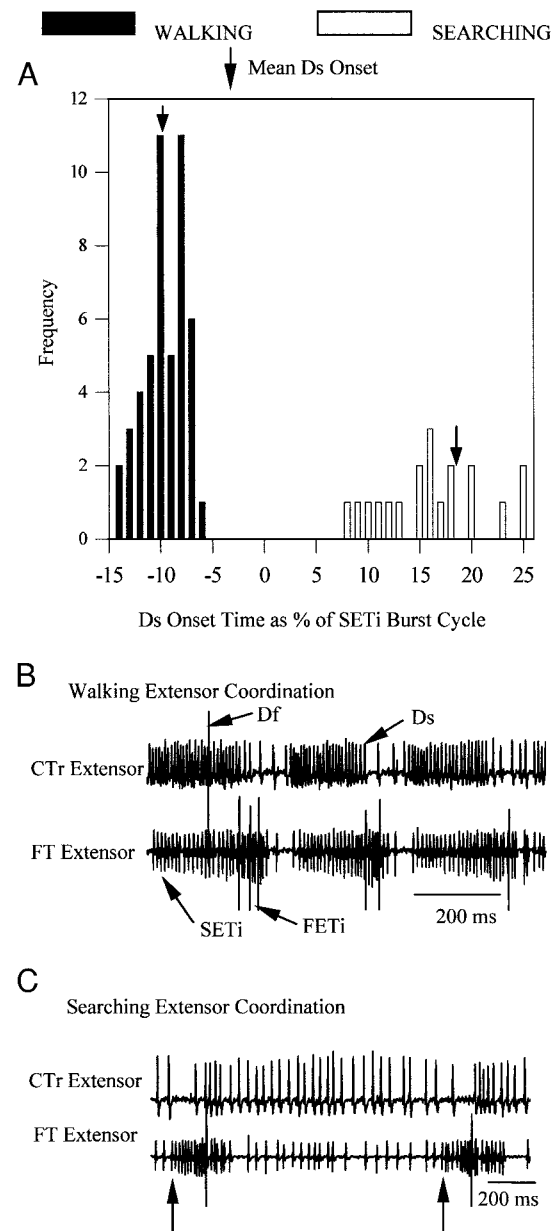 WALKING SEARCHING
Mean Ds Onset
A
12
10
8
6
4
2
0
Frequency
-15 -10 -5 0 5 10 15 20 25
Ds Onset Time as % of SETi Burst Cycle
B
Walking Extensor Coordination
Df Ds
CTr Extensor
FT Extensor
200 ms
SETi FETi
C
Searching Extensor Coordination
CTr Extensor
FT Extensor
200 ms